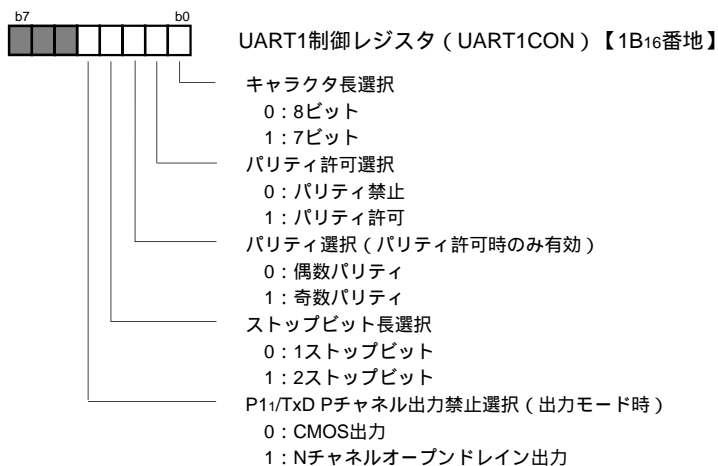 b7 b0
UART1制御レジスタ（UART1CON）【1B16番地】
キャラクタ長選択
0：8ビット
1：7ビット
パリティ許可選択
0：パリティ禁止
1：パリティ許可
パリティ選択（パリティ許可時のみ有効）
0：偶数パリティ
1：奇数パリティ
ストップビット長選択
0：1ストップビット
1：2ストップビット
P11/TxD Pチャネル出力禁止選択（出力モード時）
0：CMOS出力
1：Nチャネルオープンドレイン出力